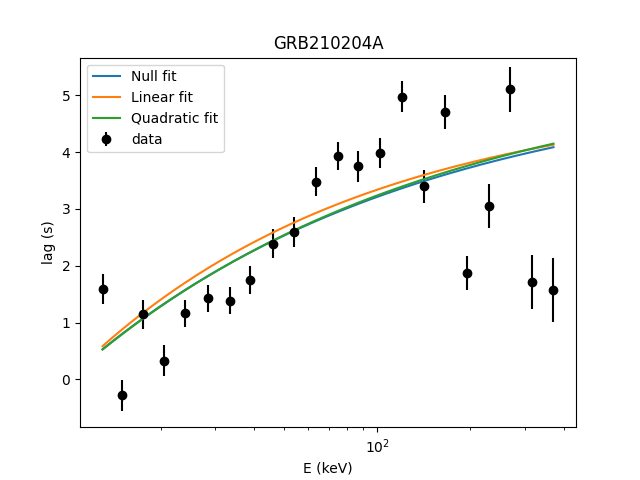 GRB210204A
Null fit
Linear fit
Quadratic fit
data
lag (s)
5
4
3
2
1
0
10²
E (keV)